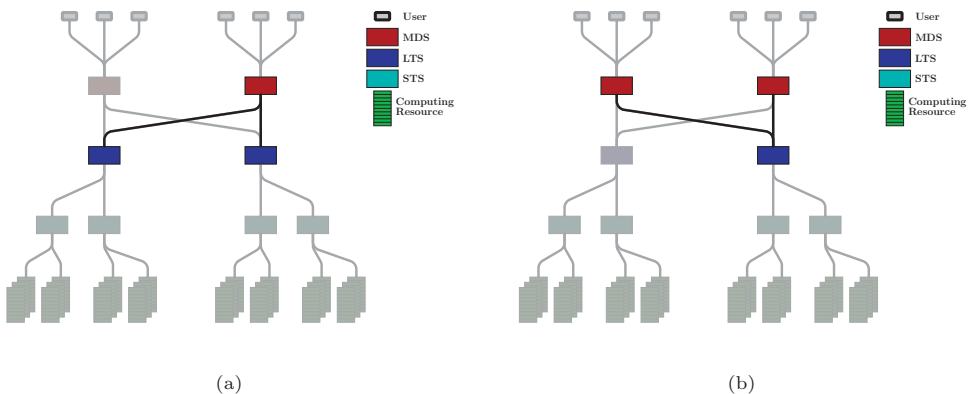 User
MDS
LTS
STS
Computing
Resource
User
MDS
LTS
STS
Computing
Resource
(a)
(b)